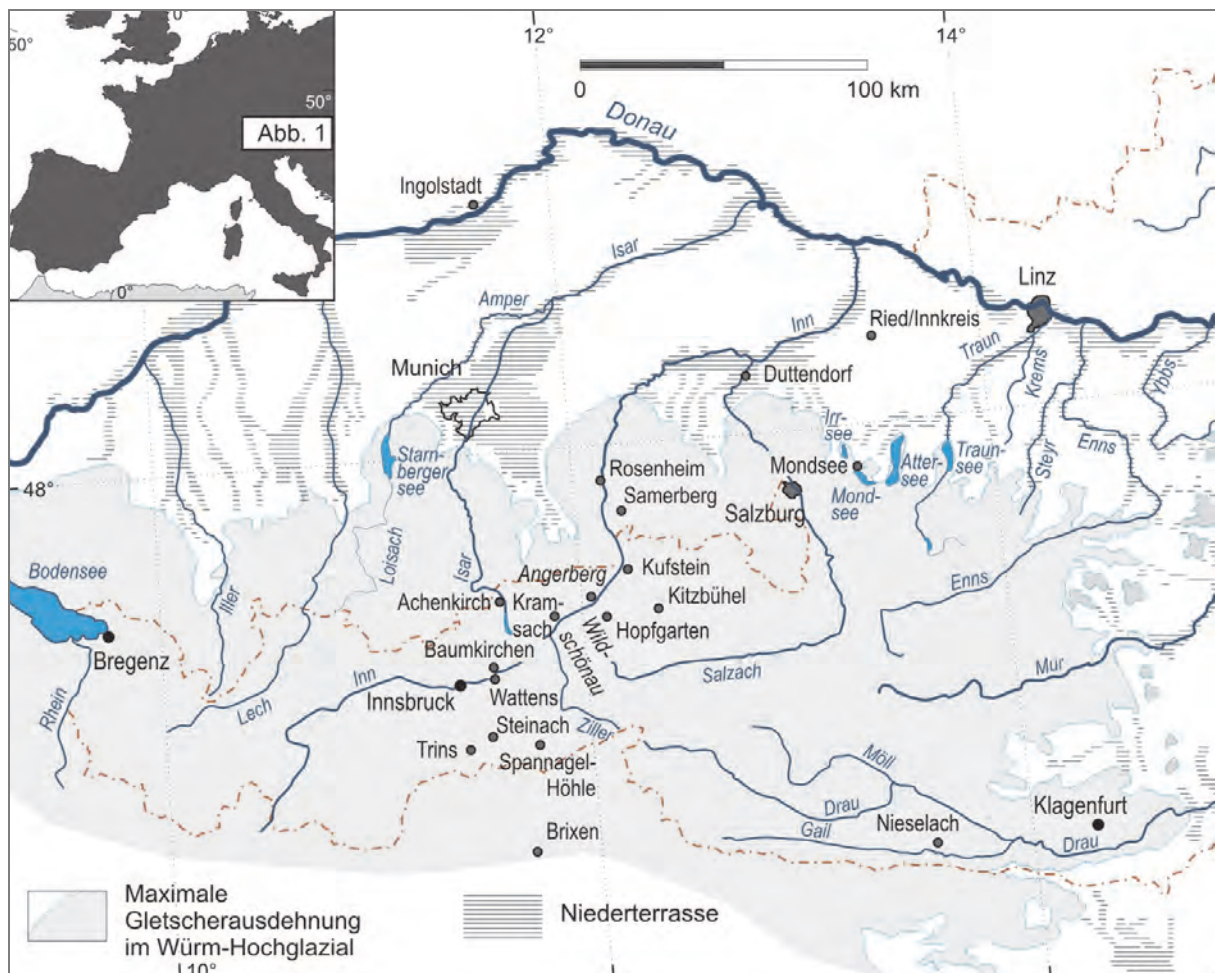 0°
50°
50°
Abb. 1
0°
12°
14°
0
100 km
Donau
Ingolstadt
Isar
Linz
Amper
Inn
Ried/Innkreis
Traun
Krems
Ybbs
Munich
Duttendorf
Steyr
Enns
Irr-
see
Starn-
berger
see
Rosenheim
Mondsee
Atter-
see
Traun-
see
48°
Samerberg
Salzburg
Mond-
see
Loisach
Isar
Bodensee
Iller
Angerberg
Kufstein
Enns
Achenkirch
Kram-
sach
Kitzbühel
Wild-
schönau
Hopfgarten
Bregenz
Baumkirchen
Salzach
Mur
Rhein
Lech
Inn
Innsbruck
Wattens
Steinach
Ziller
Trins
Spannagel-
Höhle
Möll
Drau
Klagenfurt
Brixen
Gail
Nieselach
Drau
Maximale
Gletscherausdehnung
im Würm-Hochglazial
Niederterrasse
10°